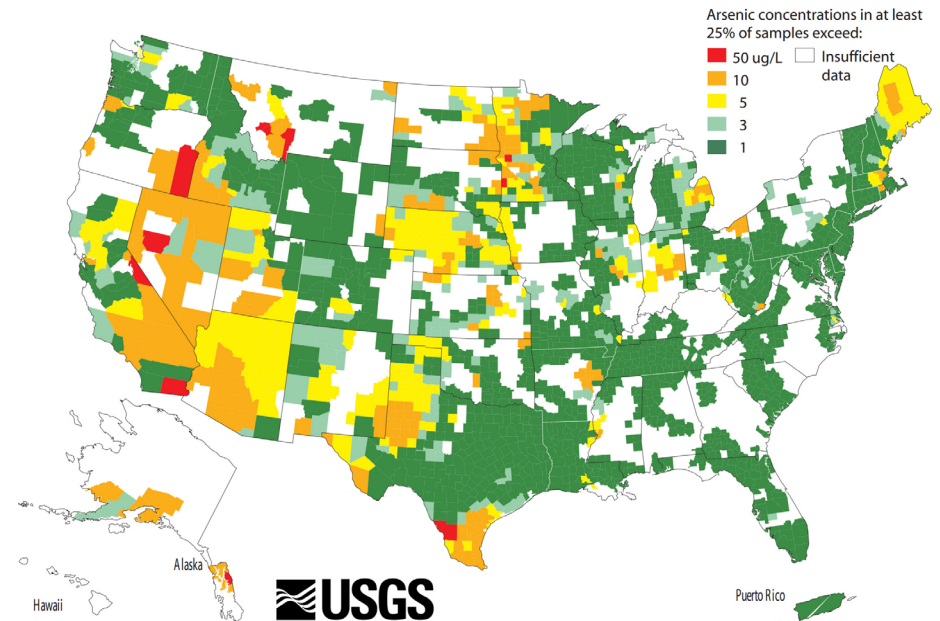 Arsenic concentrations in at least
25% of samples exceed:
50 ug/L
Insufficient
data
10
5
3
1
Alaska
Hawaii
USGS
Puerto Rico